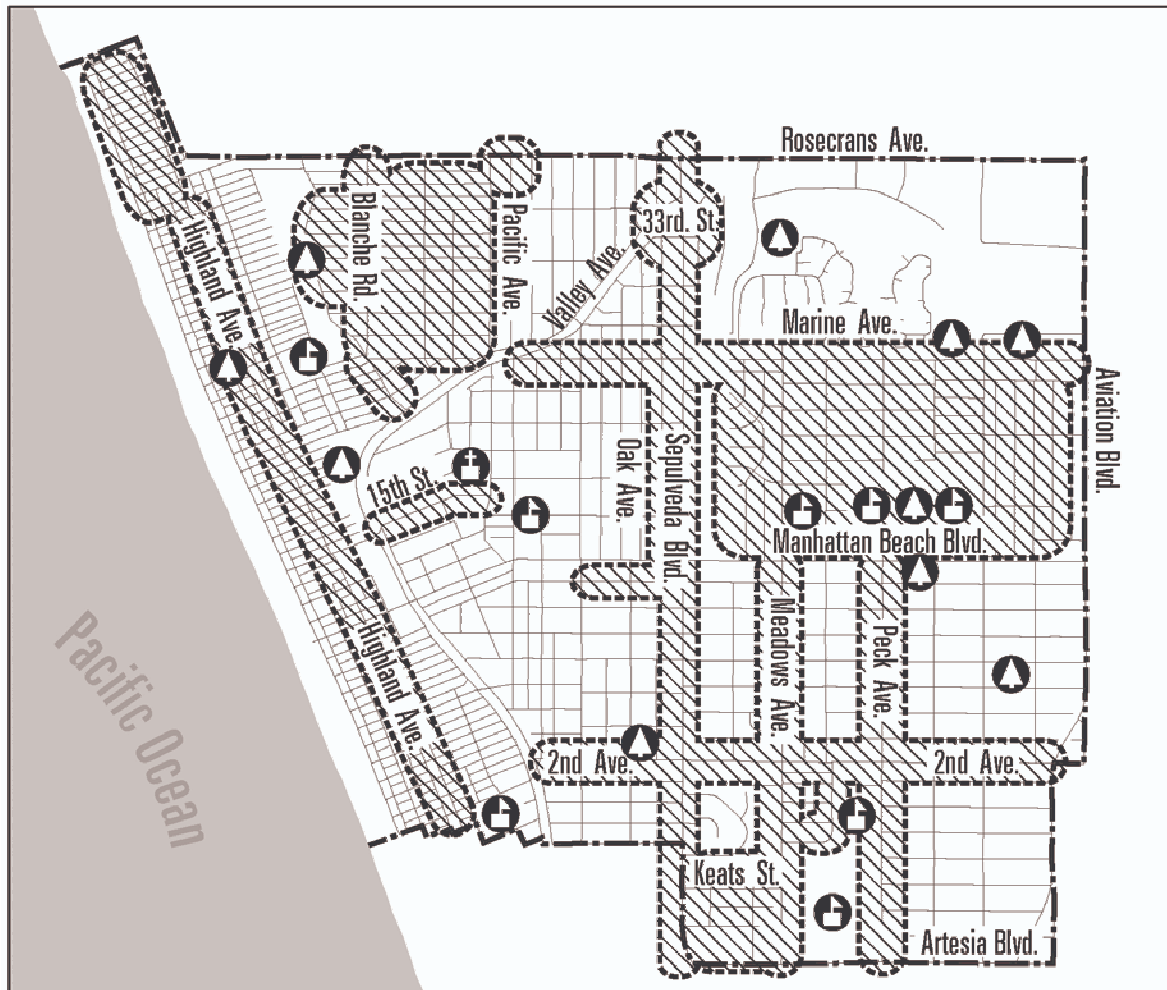 Rosecrans Ave.
33rd. St.
Blanche Rd.
Pacific Ave.
Highland Ave.
Valley Ave.
Marine Ave.
Aviation Blvd.
Oak Ave.
Sepulveda Blvd.
15th St.
Manhattan Beach Blvd.
Meadows Ave.
Peck Ave.
Highland Ave.
Pacific Ocean
2nd Ave.
2nd Ave.
Keats St.
Artesia Blvd.